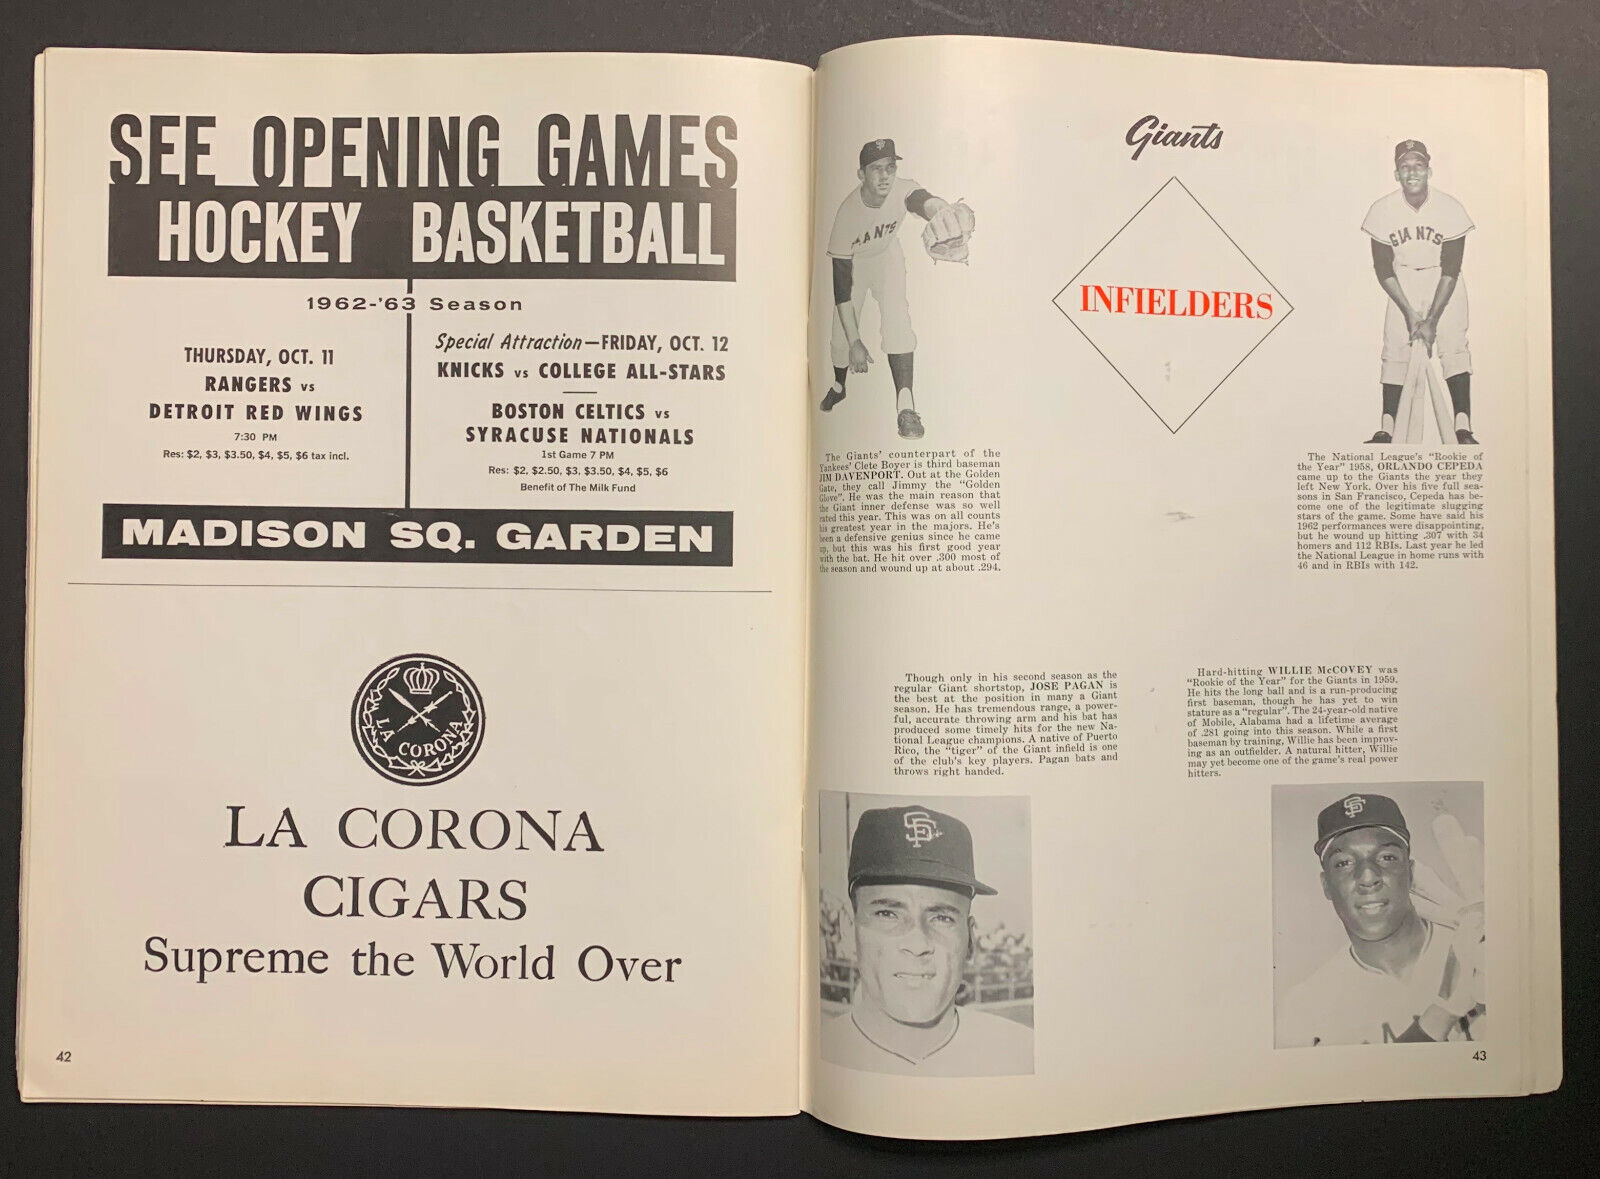 SEE OPENING GAMES
HOCKEY BASKETBALL
1962-'63 Season
THURSDAY, OCT. 11
RANGERS vs
DETROIT RED WINGS
7:30 PM
Res: $2, $3, $3.50, $4, $5, $6 tax incl.
Special Attraction—FRIDAY, OCT. 12
KNICKS vs COLLEGE ALL-STARS
BOSTON CELTICS vs
SYRACUSE NATIONALS
1st Game 7 PM
Res: $2, $2.50, $3, $3.50, $4, $5, $6
Benefit of The Milk Fund
MADISON SQ. GARDEN
LA CORONA
LA CORONA
CIGARS
Supreme the World Over
42
Giants
INFIELDERS
SF
GIANTS
SF
GIANTS
The Giants' counterpart of the
Yankees' Clete Boyer is third baseman
JIM DAVENPORT. Out at the Golden
Gate, they call Jimmy the "Golden
Glove". He was the main reason that
the Giant inner defense was so well
rated this year. This was on all counts
his greatest year in the majors. He's
been a defensive genius since he came
up, but this was his first good year
with the bat. He hit over .300 most of
the season and wound up at about .294.
The National League's "Rookie of
the Year" 1958, ORLANDO CEPEDA
came up to the Giants the year they
left New York. Over his five full sea-
sons in San Francisco, Cepeda has be-
come one of the legitimate slugging
stars of the game. Some have said his
1962 performances were disappointing,
but he wound up hitting .307 with 34
homers and 112 RBIs. Last year he led
the National League in home runs with
46 and in RBIs with 142.
Though only in his second season as the
regular Giant shortstop, JOSE PAGAN is
the best at the position in many a Giant
season. He has tremendous range, a power-
ful, accurate throwing arm and his bat has
produced some timely hits for the new Na-
tional League champions. A native of Puerto
Rico, the "tiger" of the Giant infield is one
of the club's key players. Pagan bats and
throws right handed.
Hard-hitting WILLIE McCOVEY was
"Rookie of the Year" for the Giants in 1959.
He hits the long ball and is a run-producing
first baseman, though he has yet to win
stature as a "regular". The 24-year-old native
of Mobile, Alabama had a lifetime average
of .281 going into this season. While a first
baseman by training, Willie has been improv-
ing as an outfielder. A natural hitter, Willie
may yet become one of the game's real power
hitters.
SF
SF
43